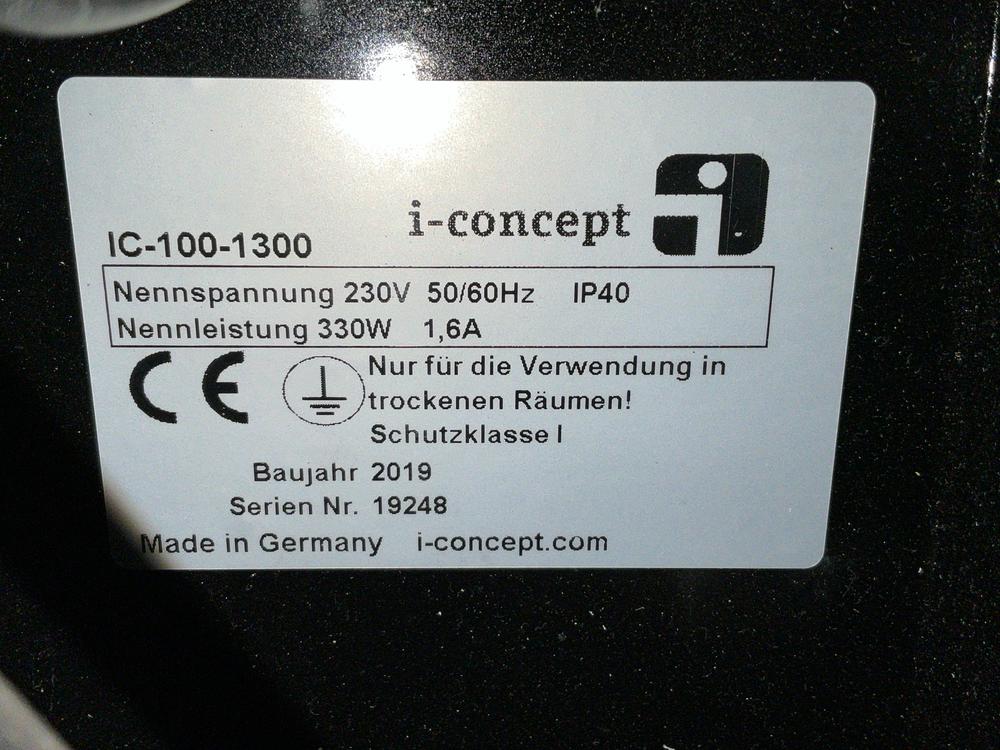 i-concept
IC-100-1300
Nennspannung 230V 50/60Hz IP40
Nennleistung 330W 1,6A
CE Nur für die Verwendung in
trockenen Räumen!
Schutzklasse I
Baujahr 2019
Serien Nr. 19248
Made in Germany i-concept.com